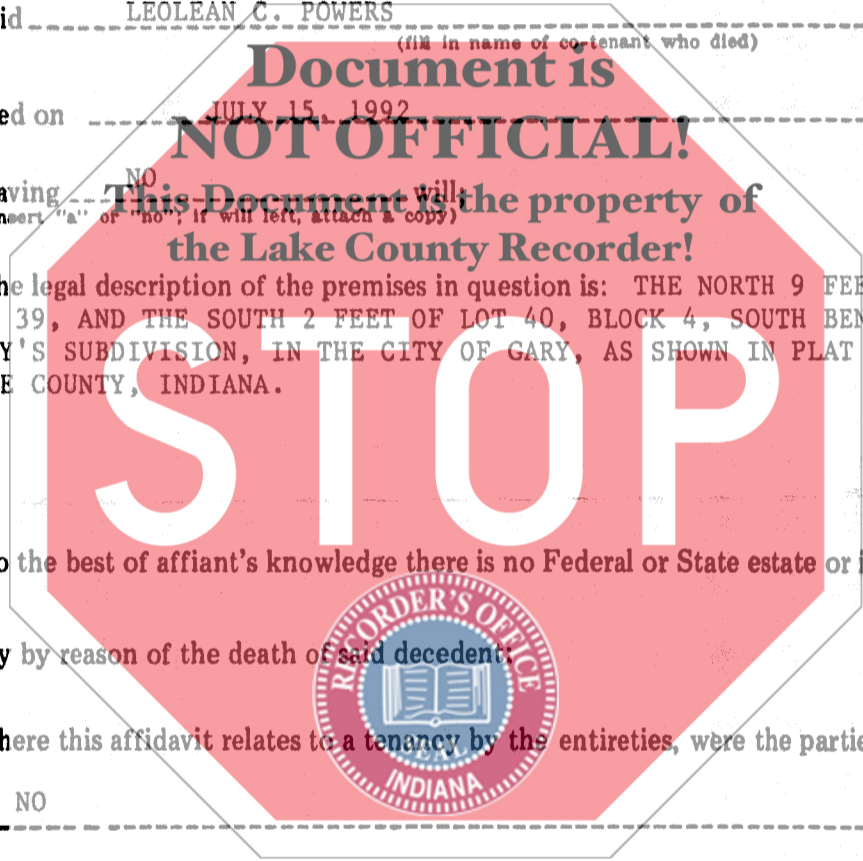 id LEOLEAN C. POWERS
(fill in name of co-tenant who died)
Document is
ed on JULY 15, 1992
NOT OFFICIAL!
aving NO will;
This Document is the property of
nsert "a" or "no"; if will left, attach a copy)
the Lake County Recorder!
he legal description of the premises in question is: THE NORTH 9 FEE
39, AND THE SOUTH 2 FEET OF LOT 40, BLOCK 4, SOUTH BEN
Y'S SUBDIVISION, IN THE CITY OF GARY, AS SHOWN IN PLAT
E COUNTY, INDIANA.
STOP
o the best of affiant's knowledge there is no Federal or State estate or i
RECORDER'S OFFICE
y by reason of the death of said decedent:
here this affidavit relates to a tenancy by the entireties, were the partie
SEAL
INDIANA
NO